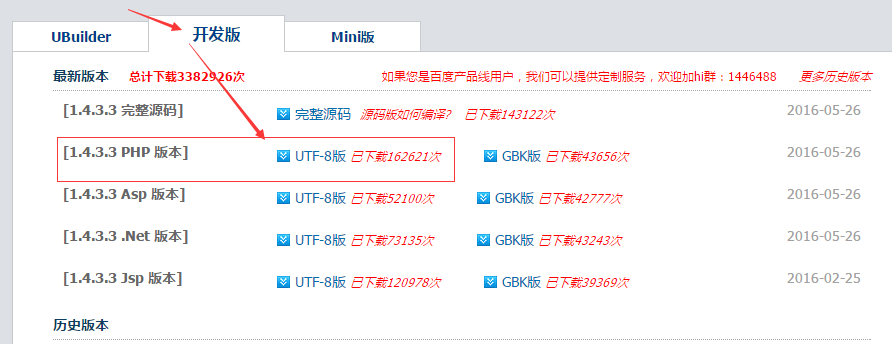 UBuilder 开发版 Mini版
最新版本 总计下载3382926次 如果您是百度产品线用户，我们可以提供定制服务，欢迎加hi群：1446488 更多历史版本
[1.4.3.3 完整源码] 完整源码 源码版如何编译？ 已下载143122次 2016-05-26
[1.4.3.3 PHP 版本] UTF-8版 已下载162621次 GBK版 已下载43656次 2016-05-26
[1.4.3.3 Asp 版本] UTF-8版 已下载52100次 GBK版 已下载42777次 2016-05-26
[1.4.3.3 .Net 版本] UTF-8版 已下载73135次 GBK版 已下载43243次 2016-05-26
[1.4.3.3 Jsp 版本] UTF-8版 已下载120978次 GBK版 已下载39369次 2016-02-25
历史版本